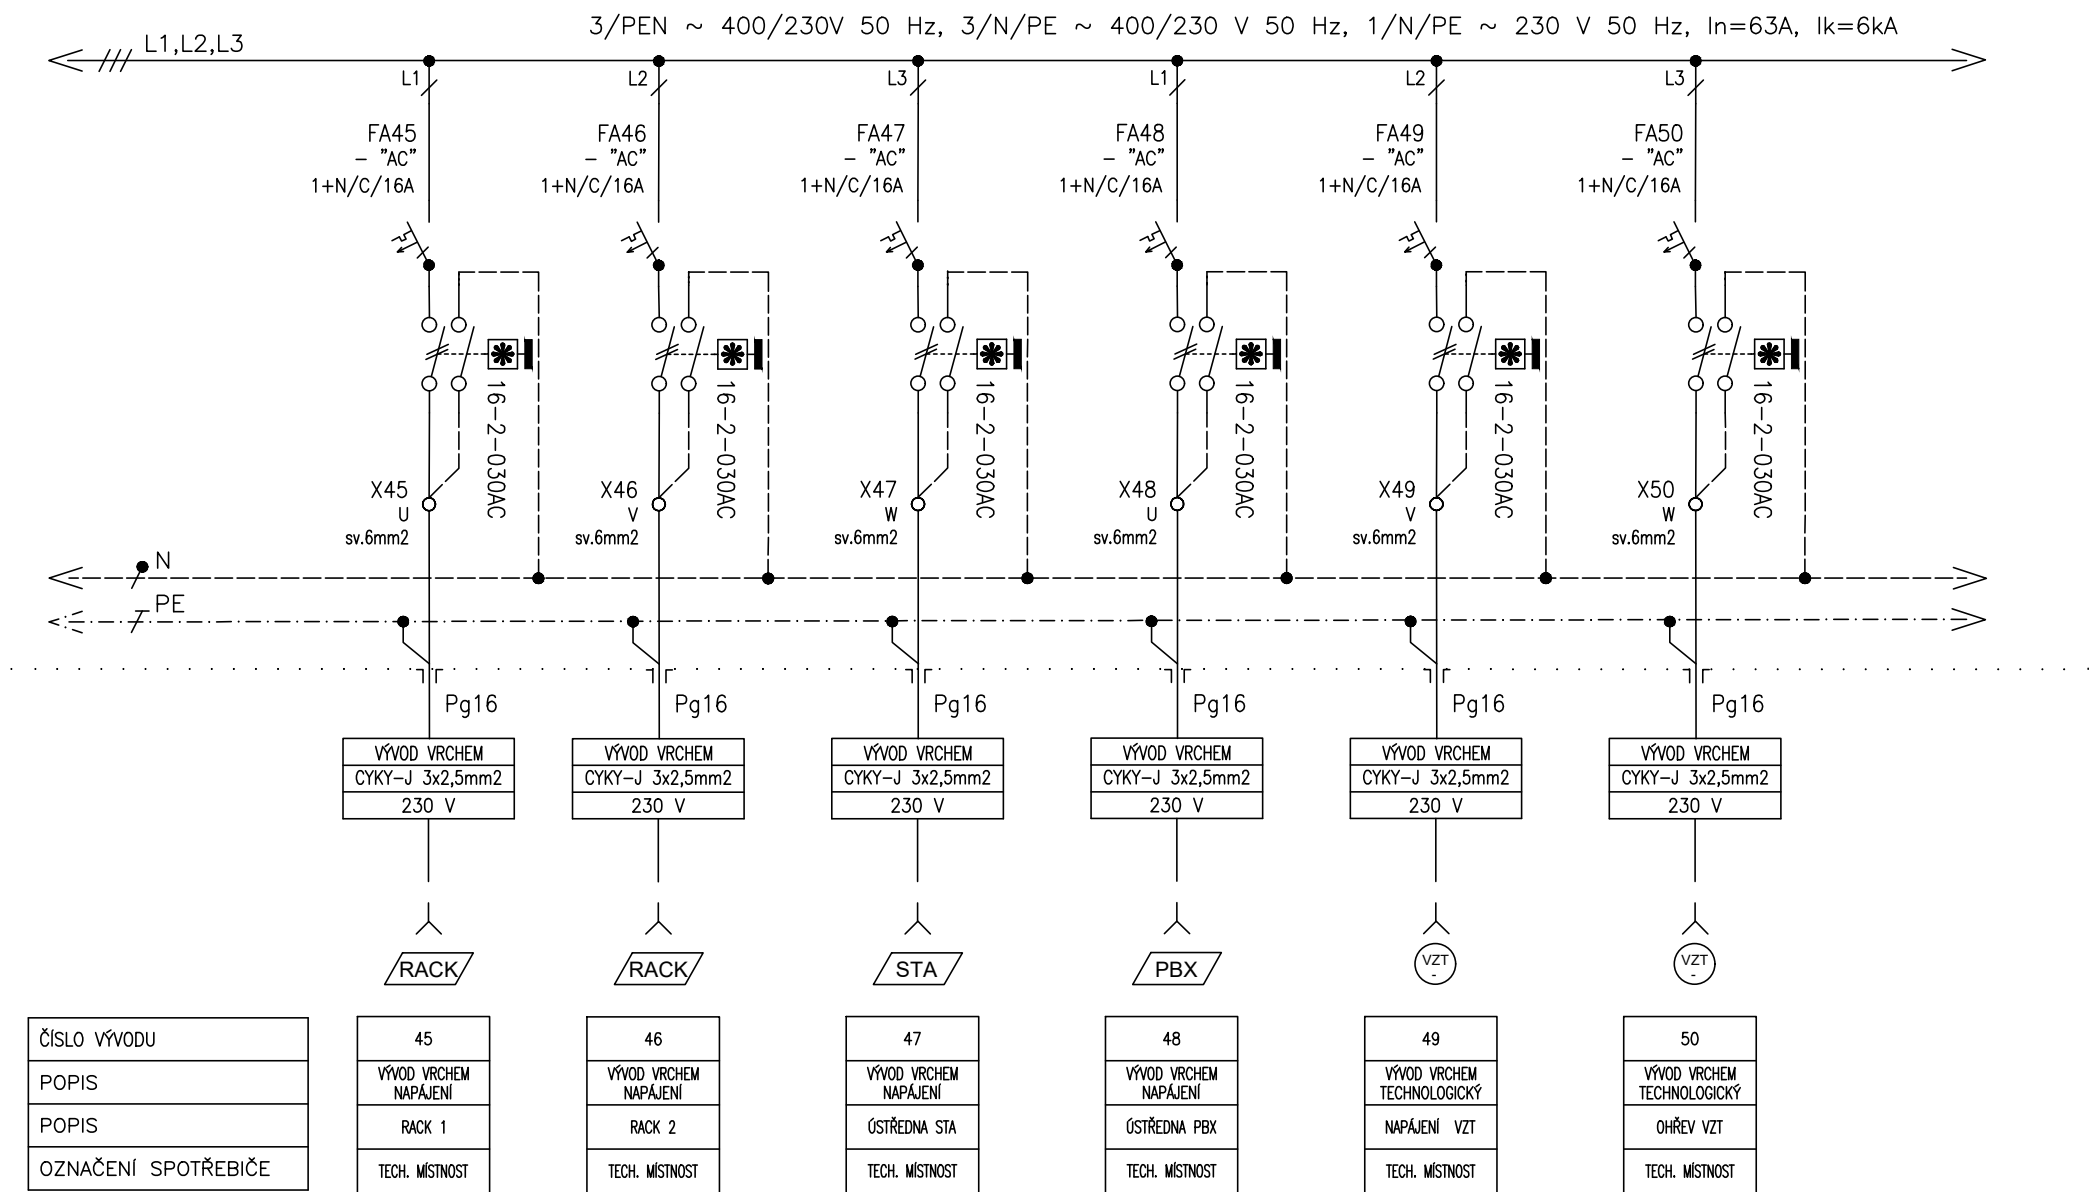 3/PEN ~ 400/230V 50 Hz, 3/N/PE ~ 400/230 V 50 Hz, 1/N/PE ~ 230 V 50 Hz, In=63A, Ik=6kA
L1,L2,L3
L1 L2 L3 L1 L2 L3
FA45 FA46 FA47 FA48 FA49 FA50
– "AC" – "AC" – "AC" – "AC" – "AC" – "AC"
1+N/C/16A 1+N/C/16A 1+N/C/16A 1+N/C/16A 1+N/C/16A 1+N/C/16A
16–2–030AC 16–2–030AC 16–2–030AC 16–2–030AC 16–2–030AC 16–2–030AC
X45 X46 X47 X48 X49 X50
U V W U V W
sv.6mm2 sv.6mm2 sv.6mm2 sv.6mm2 sv.6mm2 sv.6mm2
N
PE
Pg16 Pg16 Pg16 Pg16 Pg16 Pg16
VÝVOD VRCHEM VÝVOD VRCHEM VÝVOD VRCHEM VÝVOD VRCHEM VÝVOD VRCHEM VÝVOD VRCHEM
CYKY–J 3x2,5mm2 CYKY–J 3x2,5mm2 CYKY–J 3x2,5mm2 CYKY–J 3x2,5mm2 CYKY–J 3x2,5mm2 CYKY–J 3x2,5mm2
230 V 230 V 230 V 230 V 230 V 230 V
RACK RACK STA PBX VZT VZT
- -
ČÍSLO VÝVODU 45 46 47 48 49 50
POPIS VÝVOD VRCHEM VÝVOD VRCHEM VÝVOD VRCHEM VÝVOD VRCHEM VÝVOD VRCHEM VÝVOD VRCHEM
NAPÁJENÍ NAPÁJENÍ NAPÁJENÍ NAPÁJENÍ TECHNOLOGICKÝ TECHNOLOGICKÝ
POPIS RACK 1 RACK 2 ÚSTŘEDNA STA ÚSTŘEDNA PBX NAPÁJENÍ VZT OHŘEV VZT
OZNAČENÍ SPOTŘEBIČE TECH. MÍSTNOST TECH. MÍSTNOST TECH. MÍSTNOST TECH. MÍSTNOST TECH. MÍSTNOST TECH. MÍSTNOST